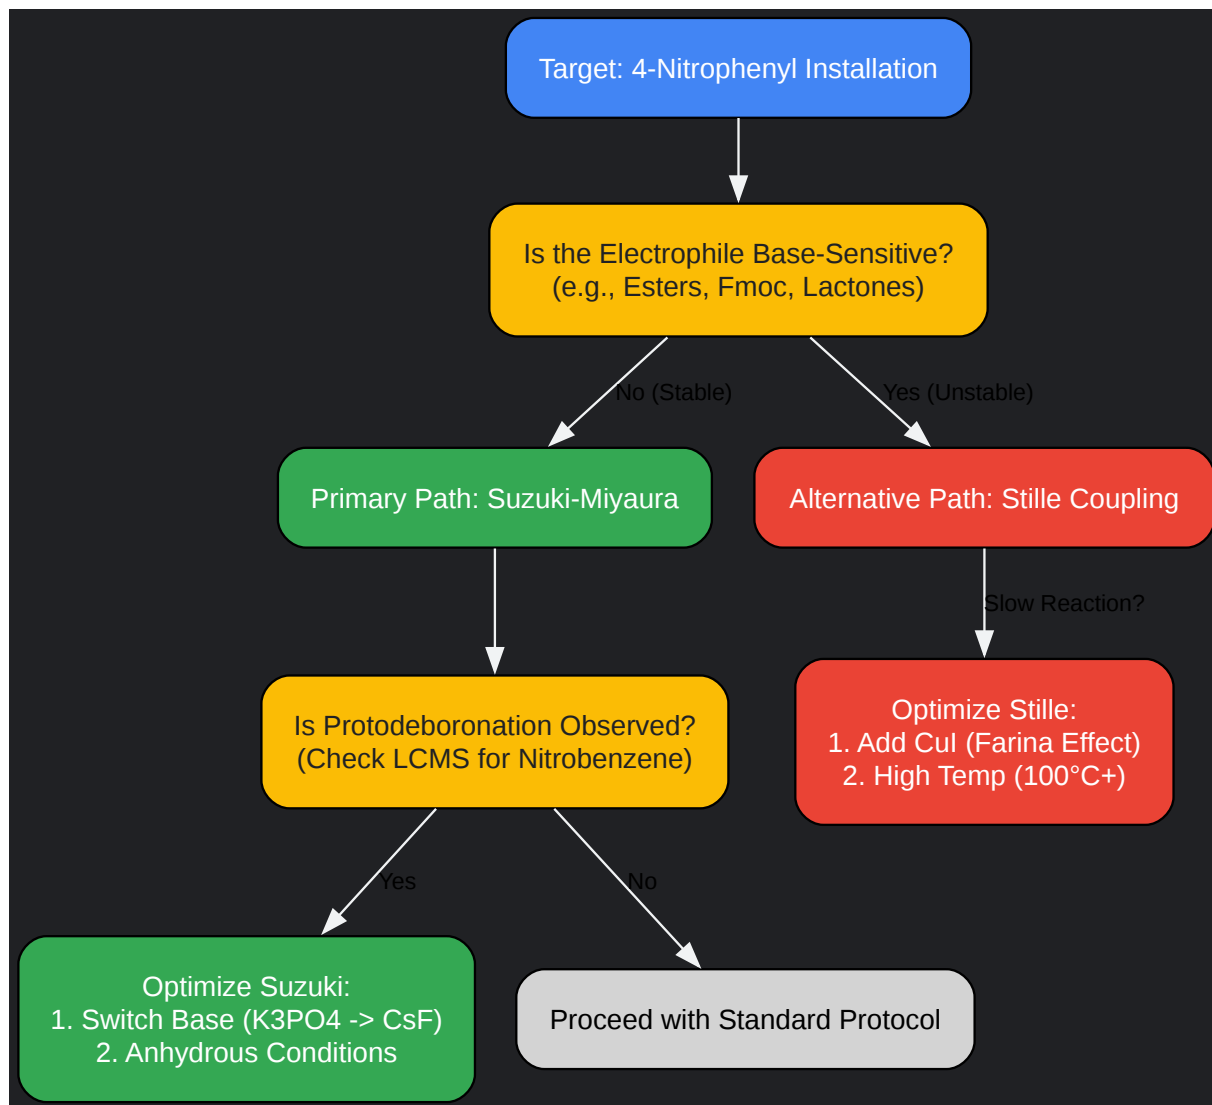 Target: 4-Nitrophenyl Installation
Is the Electrophile Base-Sensitive?
(e.g., Esters, Fmoc, Lactones)
No (Stable)
Yes (Unstable)
Primary Path: Suzuki-Miyaura
Alternative Path: Stille Coupling
Slow Reaction?
Is Protodeboronation Observed?
(Check LCMS for Nitrobenzene)
Optimize Stille:
1. Add CuI (Farina Effect)
2. High Temp (100°C+)
Yes
No
Optimize Suzuki:
1. Switch Base (K3PO4 -> CsF)
2. Anhydrous Conditions
Proceed with Standard Protocol